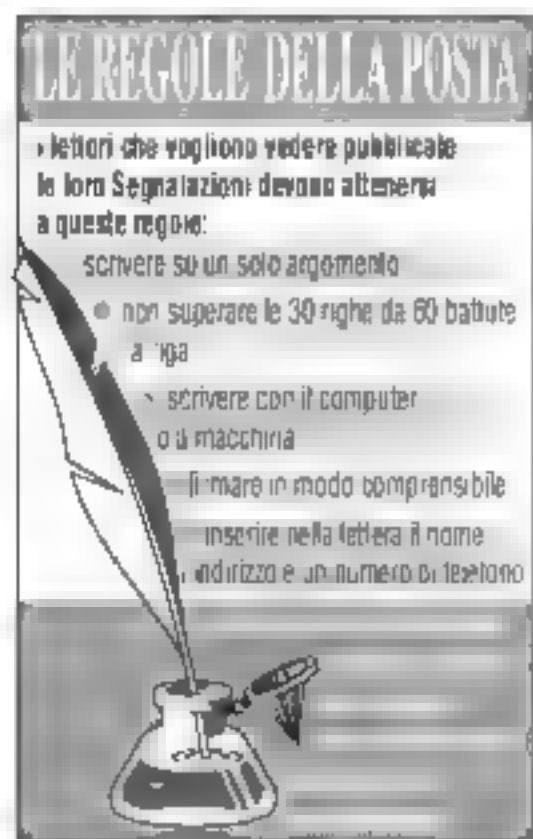 LE REGOLE DELLA POSTA
I lettori che vogliono vedere pubblicate
le loro Segnalazioni devono attenersi
a queste regole:
scrivere su un solo argomento
non superare le 30 righe da 60 battute
a riga
scrivere con il computer
o a macchina
firmare in modo comprensibile
inserire nella lettera il nome
indirizzo e un numero di telefono